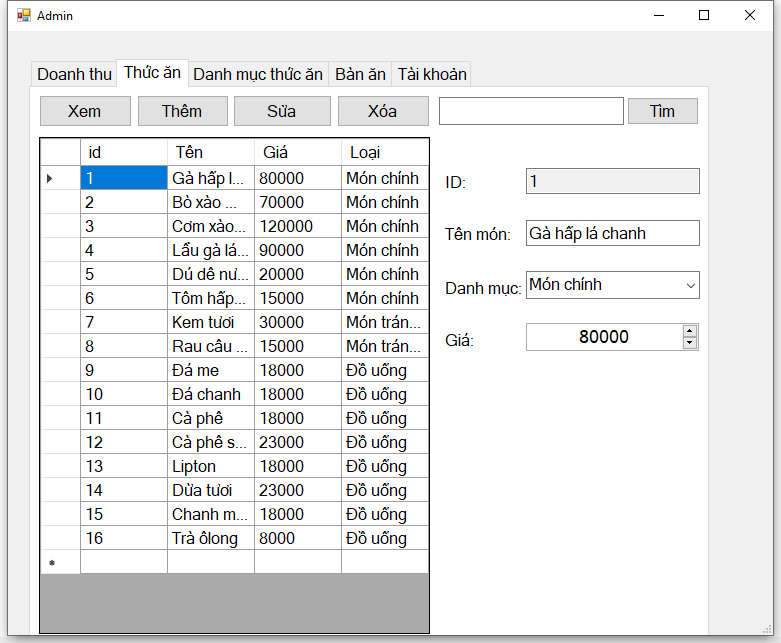 Admin
Doanh thu Thức ăn Danh mục thức ăn Bàn ăn Tài khoản
Xem Thêm Sửa Xóa Tìm
id Tên Giá Loại
1 Gà hấp l... 80000 Món chính
2 Bò xào ... 70000 Món chính
3 Cơm xào... 120000 Món chính
4 Lẩu gà lá... 90000 Món chính
5 Dú dê nư... 20000 Món chính
6 Tôm hấp... 15000 Món chính
7 Kem tươi 30000 Món trán...
8 Rau câu ... 15000 Món trán...
9 Đá me 18000 Đồ uống
10 Đá chanh 18000 Đồ uống
11 Cà phê 18000 Đồ uống
12 Cà phê s... 23000 Đồ uống
13 Lipton 18000 Đồ uống
14 Dừa tươi 23000 Đồ uống
15 Chanh m... 18000 Đồ uống
16 Trà ôlong 8000 Đồ uống
ID: 1
Tên món: Gà hấp lá chanh
Danh mục: Món chính
Giá: 80000